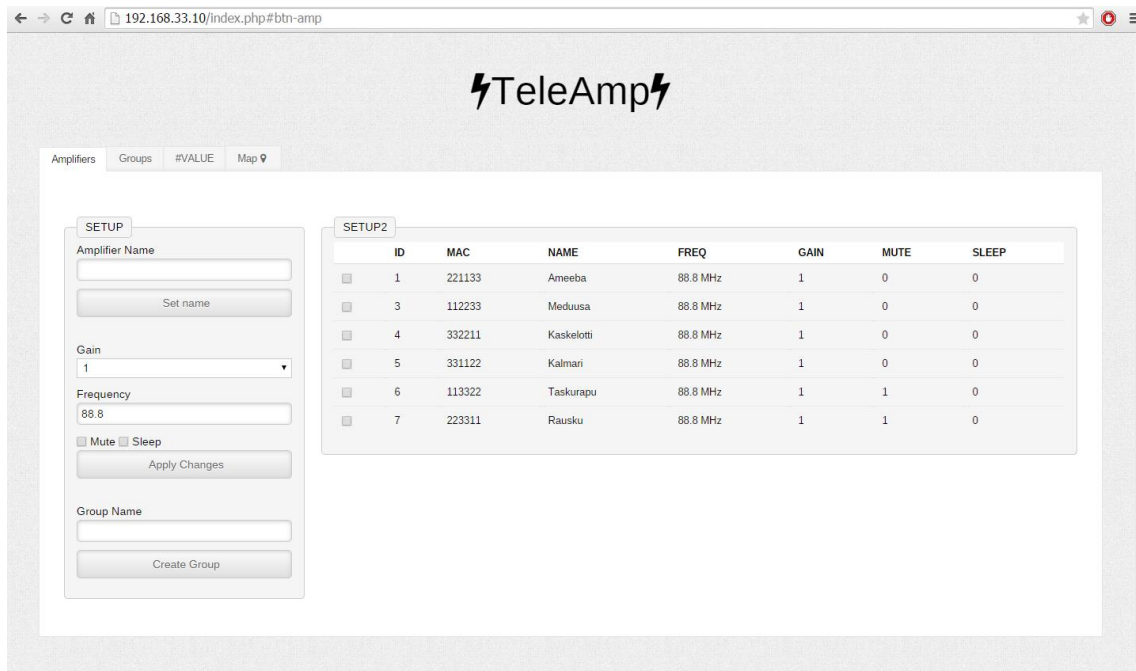 192.168.33.10/index.php#btn-amp
TeleAmp
Amplifiers Groups #VALUE Map
SETUP
Amplifier Name
Set name
Gain
1
Frequency
88.8
Mute Sleep
Apply Changes
Group Name
Create Group
SETUP2
ID MAC NAME FREQ GAIN MUTE SLEEP
1 221133 Ameeba 88.8 MHz 1 0 0
3 112233 Meduusa 88.8 MHz 1 0 0
4 332211 Kaskelotti 88.8 MHz 1 0 0
5 331122 Kalmari 88.8 MHz 1 0 0
6 113322 Taskurapu 88.8 MHz 1 1 0
7 223311 Rausku 88.8 MHz 1 1 0